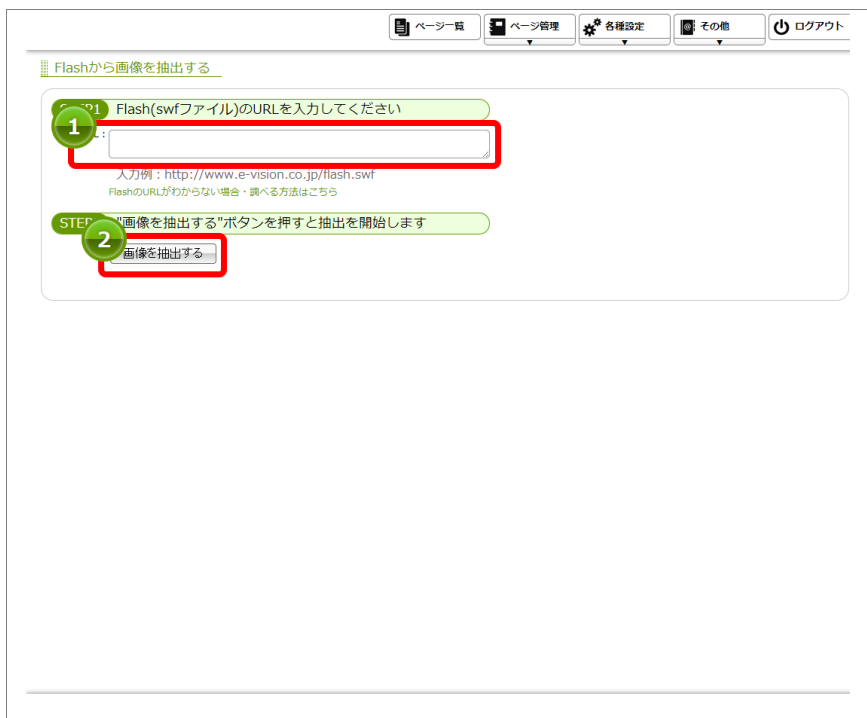 ページ一覧 ページ管理 各種設定 その他 ログアウト
▼ ▼ ▼
Flashから画像を抽出する
STEP1 Flash(swfファイル)のURLを入力してください
1
L :
入力例 : http://www.e-vision.co.jp/flash.swf
FlashのURLがわからない場合・調べる方法はこちら
STEP "画像を抽出する"ボタンを押すと抽出を開始します
2
画像を抽出する